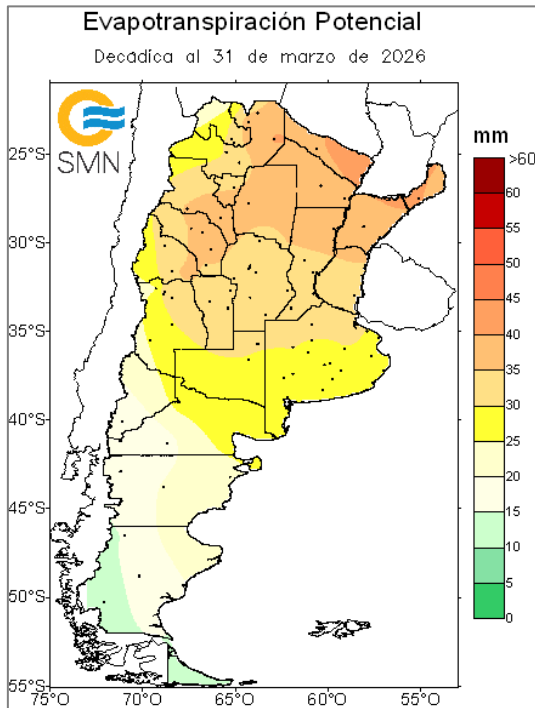 Evapotranspiración Potencial
Decádica al 31 de marzo de 2026
SMN
mm
>60
60
55
50
45
40
35
30
25
20
15
10
5
0
25°S
30°S
35°S
40°S
45°S
50°S
55°S
75°O
70°O
65°O
60°O
55°O